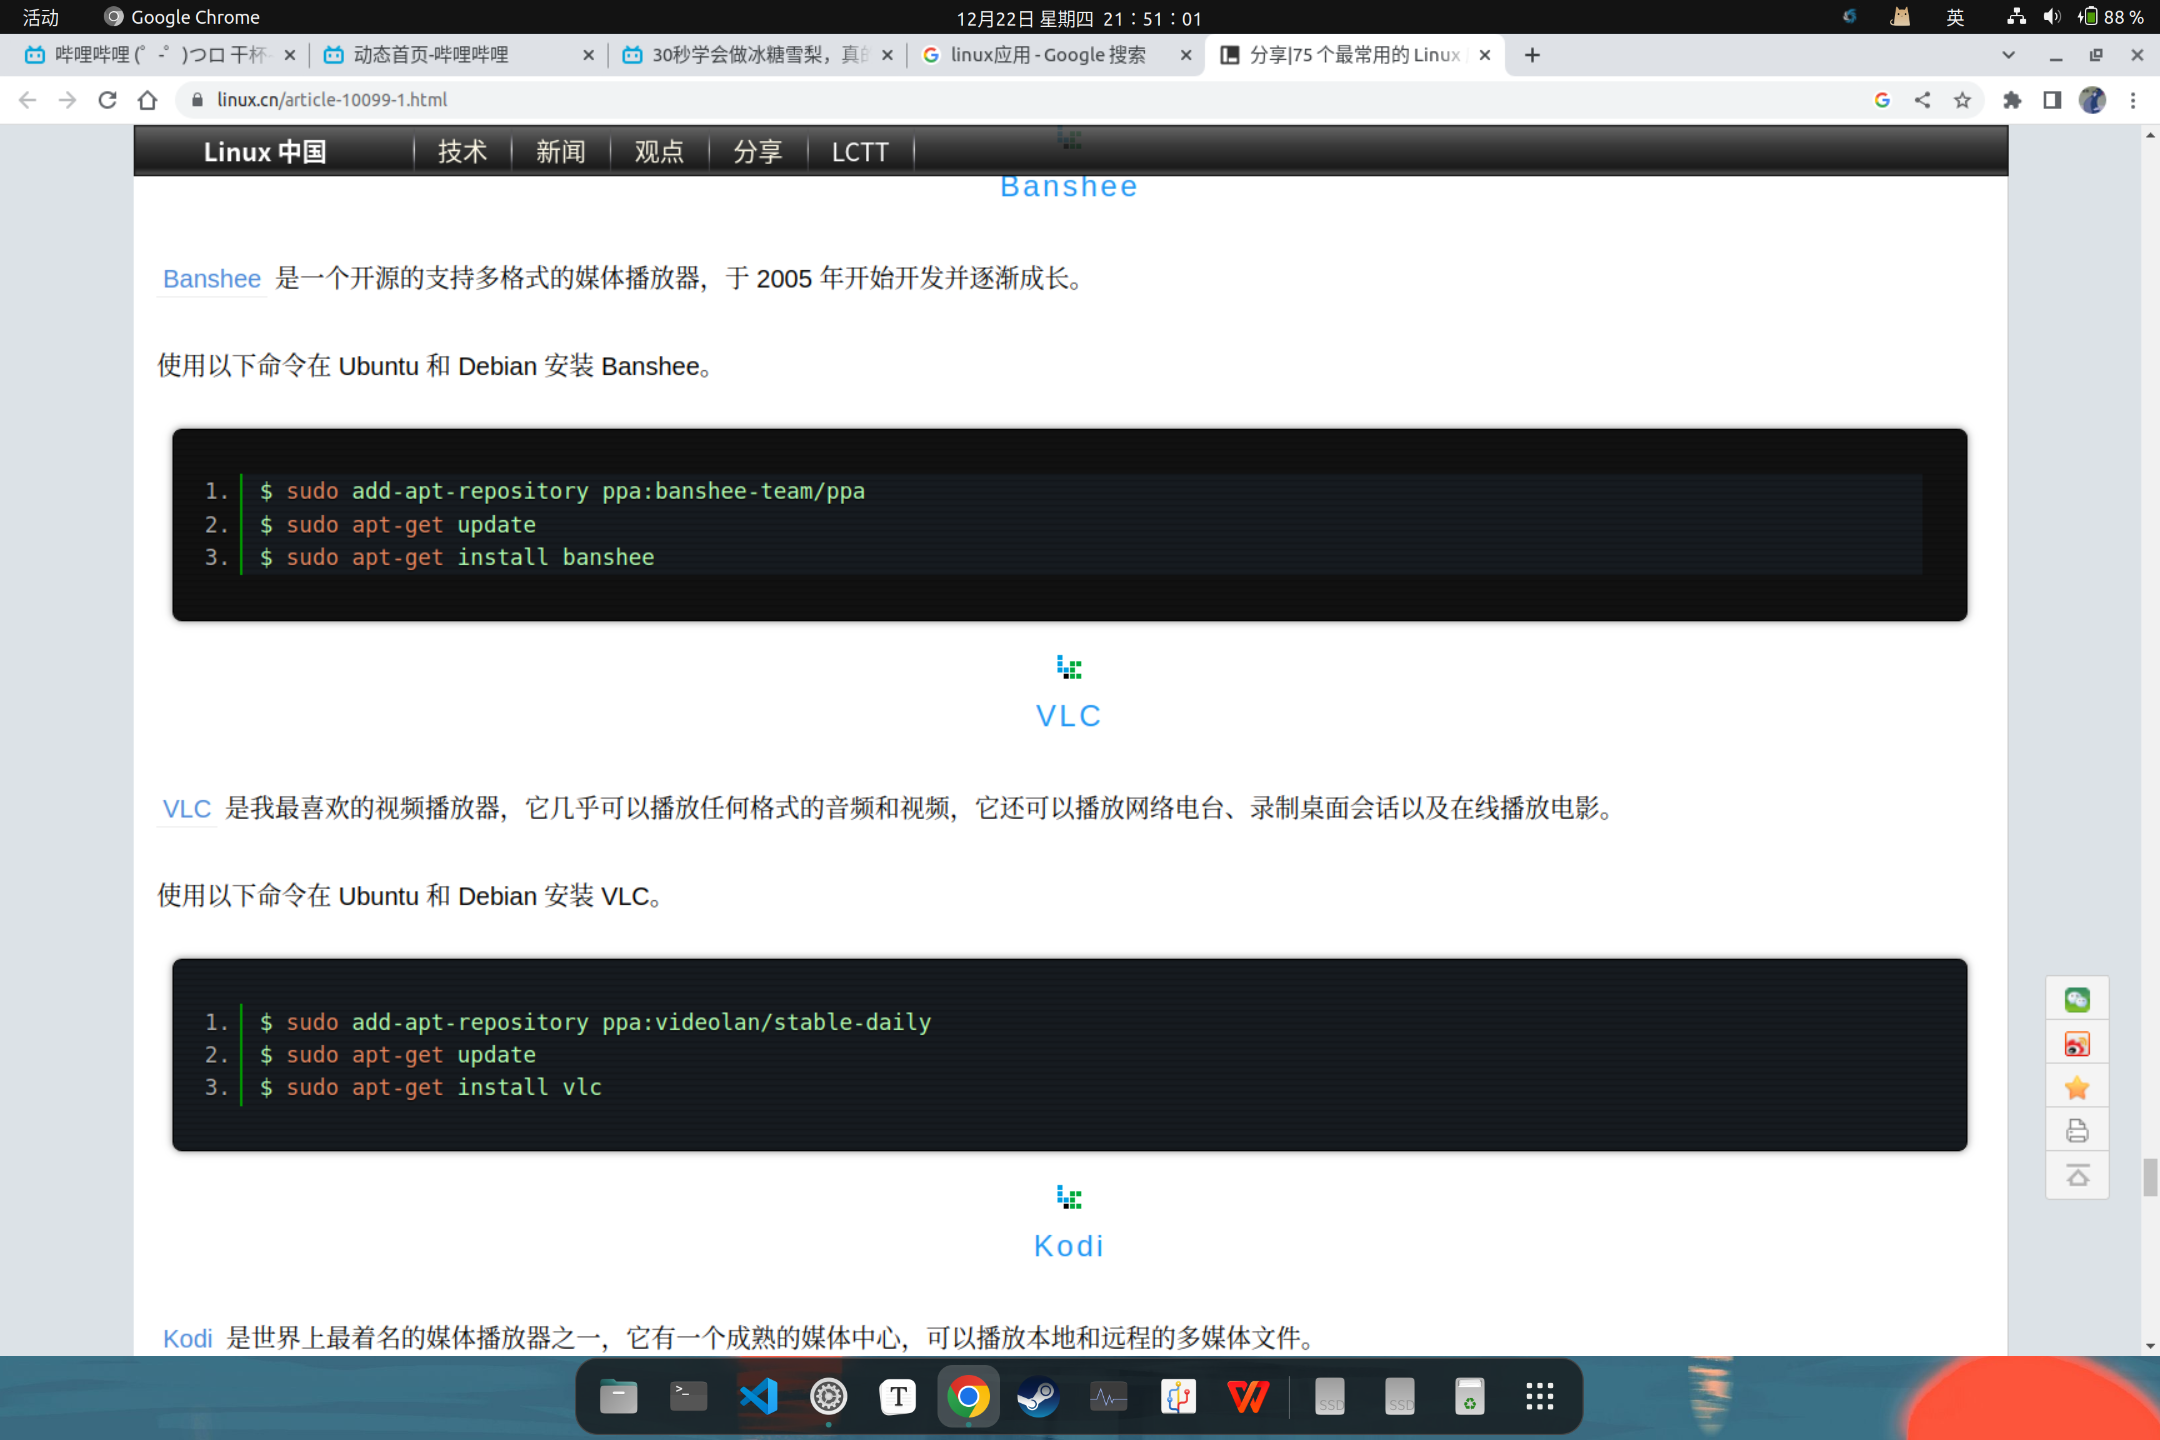 活动 Google Chrome 12月22日 星期四 21：51：01 英 88 %
哔哩哔哩 (゜-゜)つロ 干杯- 动态首页-哔哩哔哩 30秒学会做冰糖雪梨，真的 linux应用 - Google 搜索 分享|75 个最常用的 Linux
linux.cn/article-10099-1.html
Linux 中国 技术 新闻 观点 分享 LCTT
Banshee
Banshee 是一个开源的支持多格式的媒体播放器，于 2005 年开始开发并逐渐成长。
使用以下命令在 Ubuntu 和 Debian 安装 Banshee。
1. $ sudo add-apt-repository ppa:banshee-team/ppa
2. $ sudo apt-get update
3. $ sudo apt-get install banshee
VLC
VLC 是我最喜欢的视频播放器，它几乎可以播放任何格式的音频和视频，它还可以播放网络电台、录制桌面会话以及在线播放电影。
使用以下命令在 Ubuntu 和 Debian 安装 VLC。
1. $ sudo add-apt-repository ppa:videolan/stable-daily
2. $ sudo apt-get update
3. $ sudo apt-get install vlc
Kodi
Kodi 是世界上最着名的媒体播放器之一，它有一个成熟的媒体中心，可以播放本地和远程的多媒体文件。
T SSD SSD